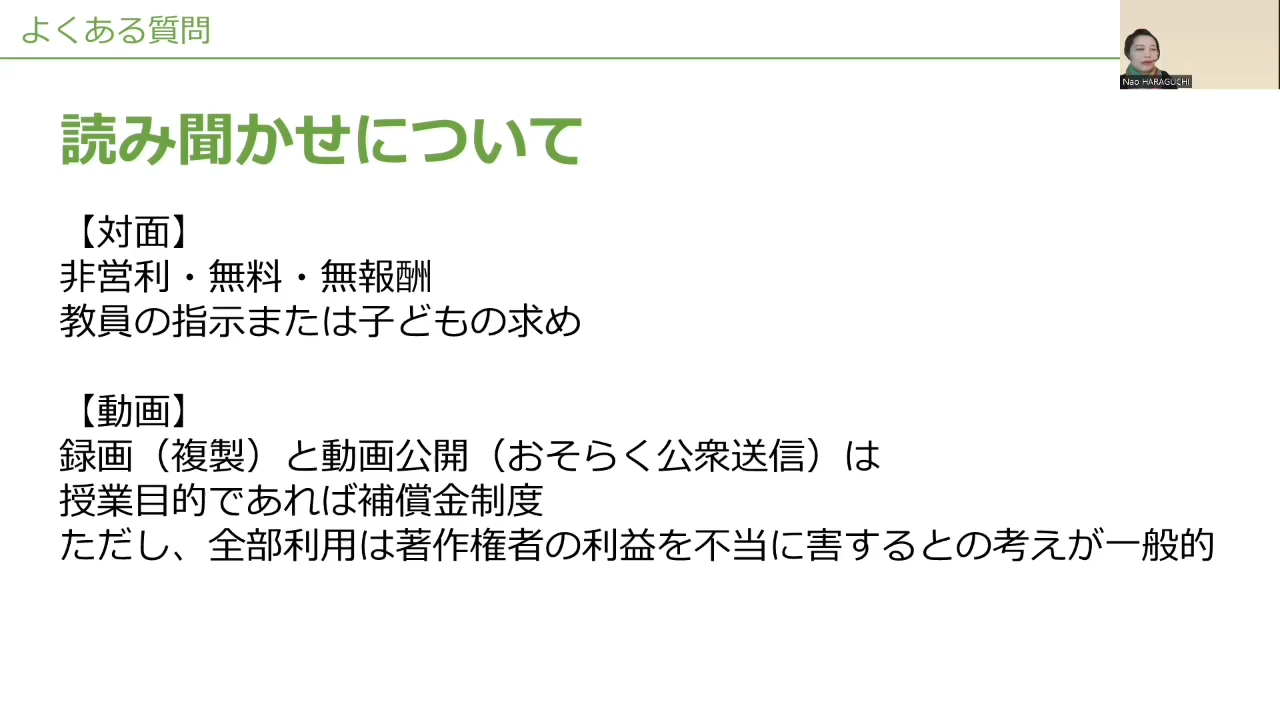 よくある質問
Nao HARAGUCHI
読み聞かせについて
【対面】
非営利・無料・無報酬
教員の指示または子どもの求め
【動画】
録画（複製）と動画公開（おそらく公衆送信）は
授業目的であれば補償金制度
ただし、全部利用は著作権者の利益を不当に害するとの考えが一般的